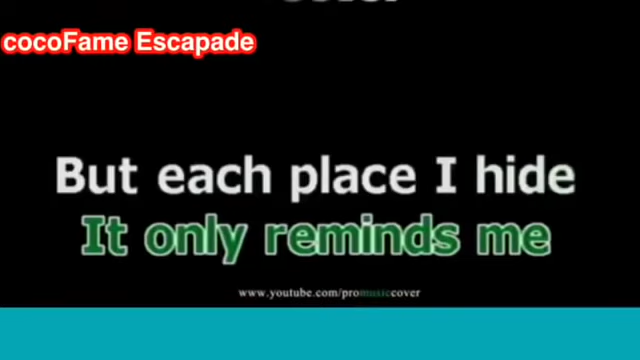 cocoFame Escapade
But each place I hide
It only reminds me
www.youtube.com/promusiccover